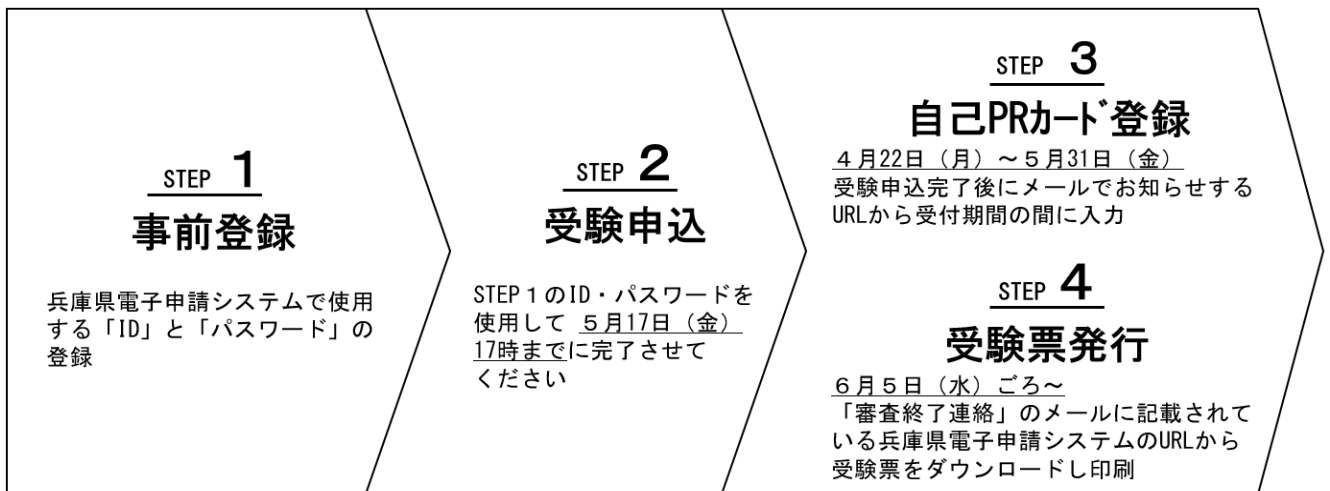 STEP 1
事前登録
兵庫県電子申請システムで使用
する「ID」と「パスワード」の
登録
STEP 2
受験申込
STEP１のID・パスワードを
使用して ５月17日（金）
17時までに完了させて
ください
STEP 3
自己PRｶｰﾄﾞ登録
４月22日（月）～５月31日（金）
受験申込完了後にメールでお知らせする
URLから受付期間の間に入力
STEP 4
受験票発行
６月５日（水）ごろ～
「審査終了連絡」のメールに記載されて
いる兵庫県電子申請システムのURLから
受験票をダウンロードし印刷